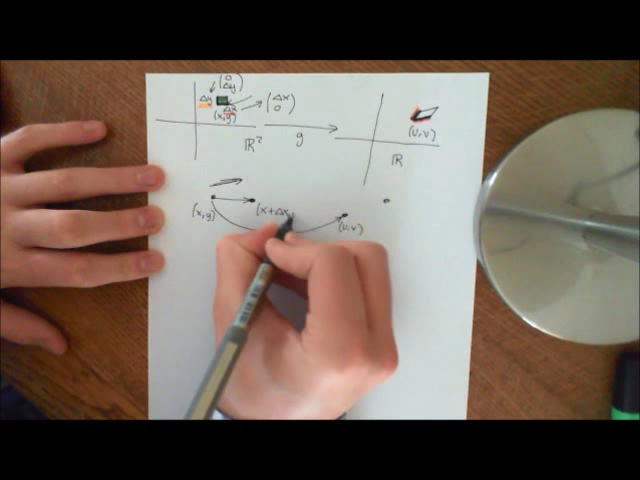 (0
Δy)
Δy
Δx
(Δx
0)
(x,y)
(U,V)
ℝ²
g
ℝ
(x,y)
(x+Δx,
(U,V)